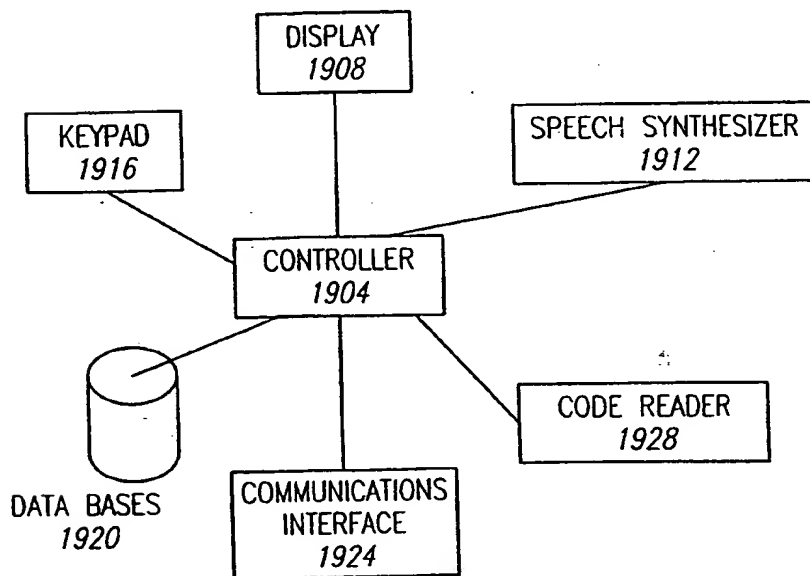 DISPLAY
1908
KEYPAD
1916
SPEECH SYNTHESIZER
1912
CONTROLLER
1904
CODE READER
1928
DATA BASES
1920
COMMUNICATIONS
INTERFACE
1924